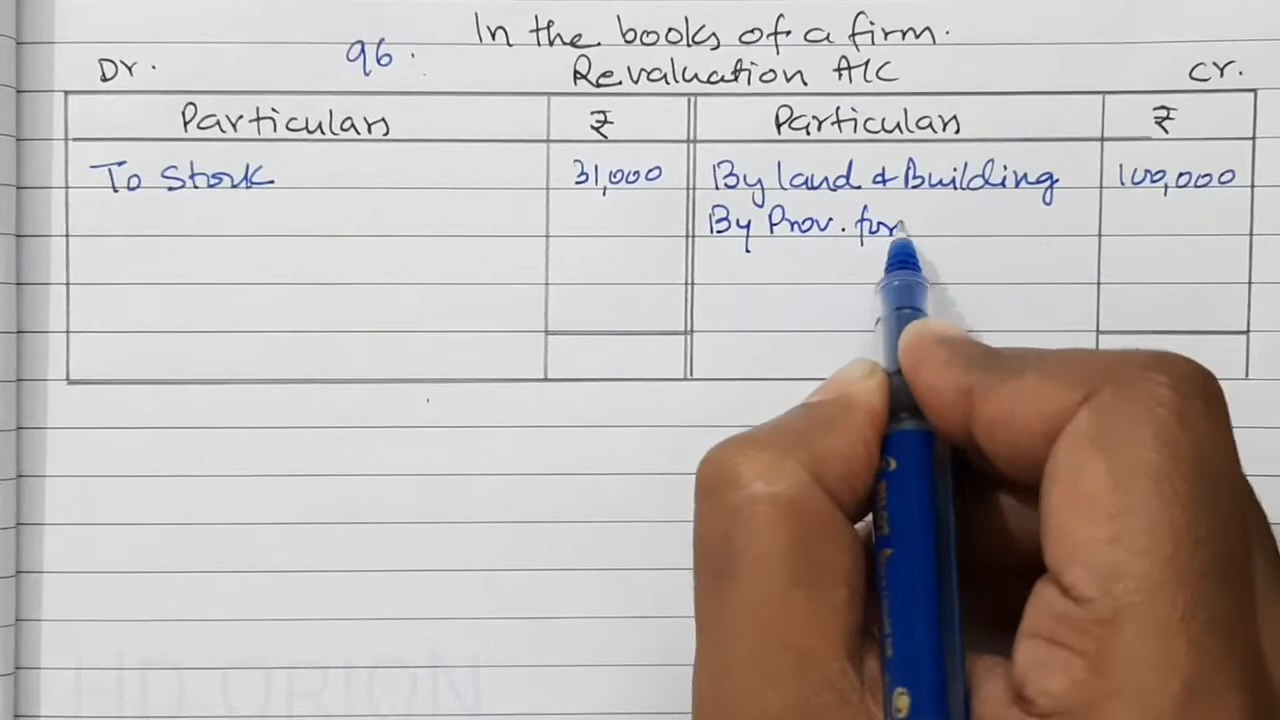 In the books of a firm.
96.
Dr. Revaluation A/C Cr.
Particulars ₹ Particulars ₹
To Stock 31,000 By land & Building 100,000
By Prov. for